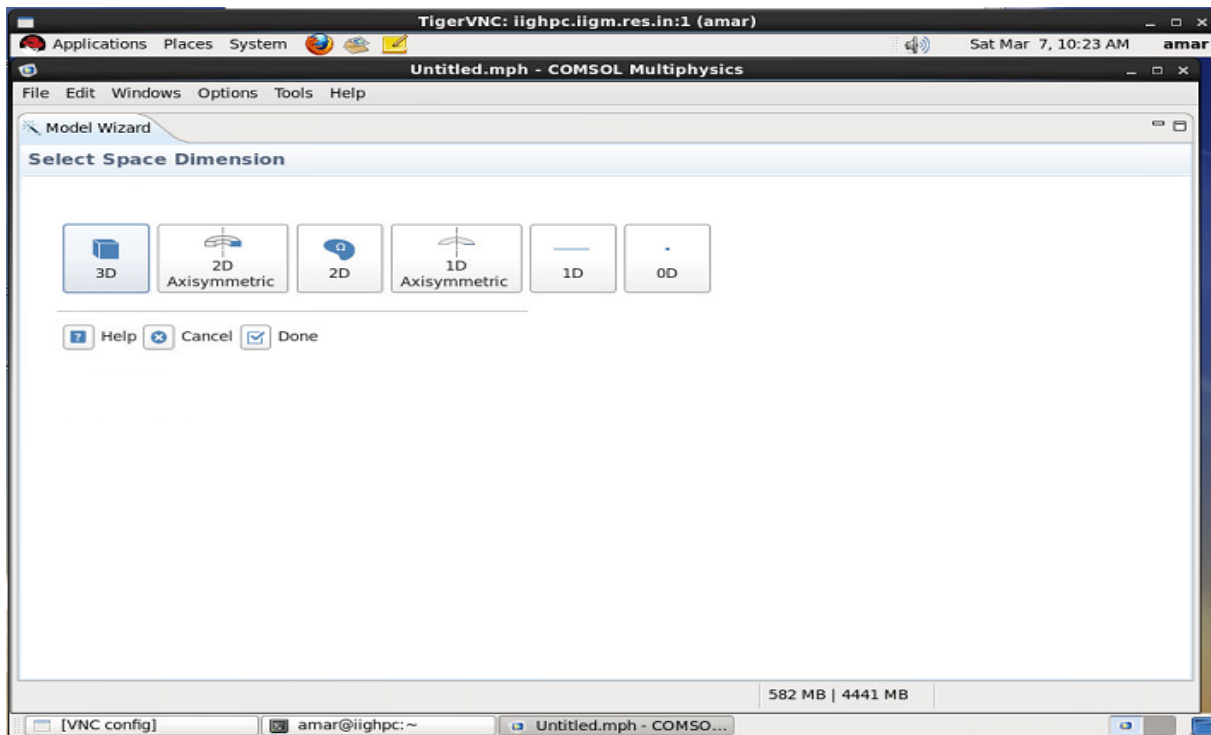 TigerVNC: iighpc.iigm.res.in:1 (amar)
Applications Places System Sat Mar 7, 10:23 AM amar
Untitled.mph - COMSOL Multiphysics
File Edit Windows Options Tools Help
Model Wizard
Select Space Dimension
3D
2D
Axisymmetric
Ω
2D
1D
Axisymmetric
1D
0D
? Help Cancel Done
582 MB | 4441 MB
[VNC config] amar@iighpc:~ Untitled.mph - COMSO...